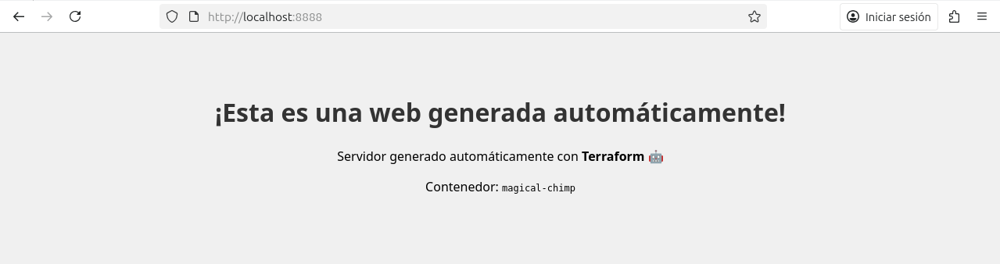 http://localhost:8888
Iniciar sesión
¡Esta es una web generada automáticamente!
Servidor generado automáticamente con Terraform 🤖
Contenedor: magical-chimp